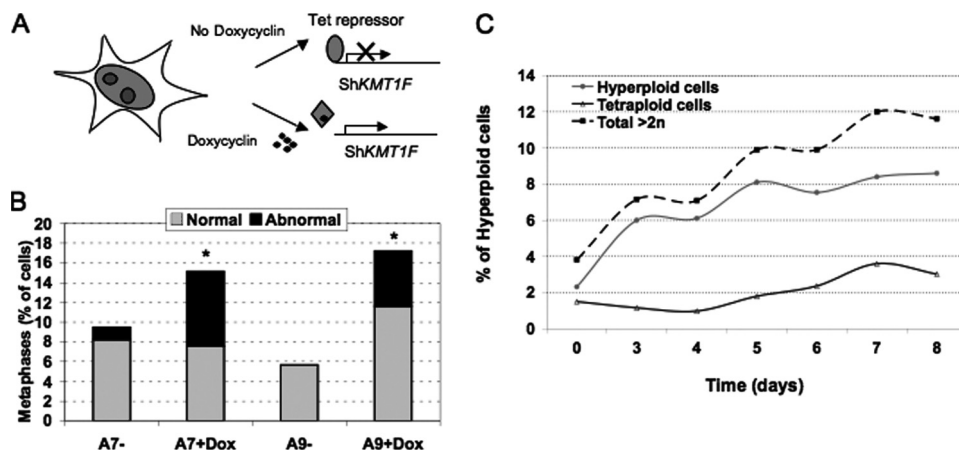 A
No Doxycyclin
Tet repressor
ShKMT1F
Doxycyclin
ShKMT1F
B
Normal Abnormal
Metaphases (% of cells)
20
18
16
14
12
10
8
6
4
2
0
*
*
A7- A7+Dox A9- A9+Dox
C
% of Hyperploid cells
14
12
10
8
6
4
2
0
Hyperploid cells
Tetraploid cells
Total >2n
0 3 4 5 6 7 8
Time (days)